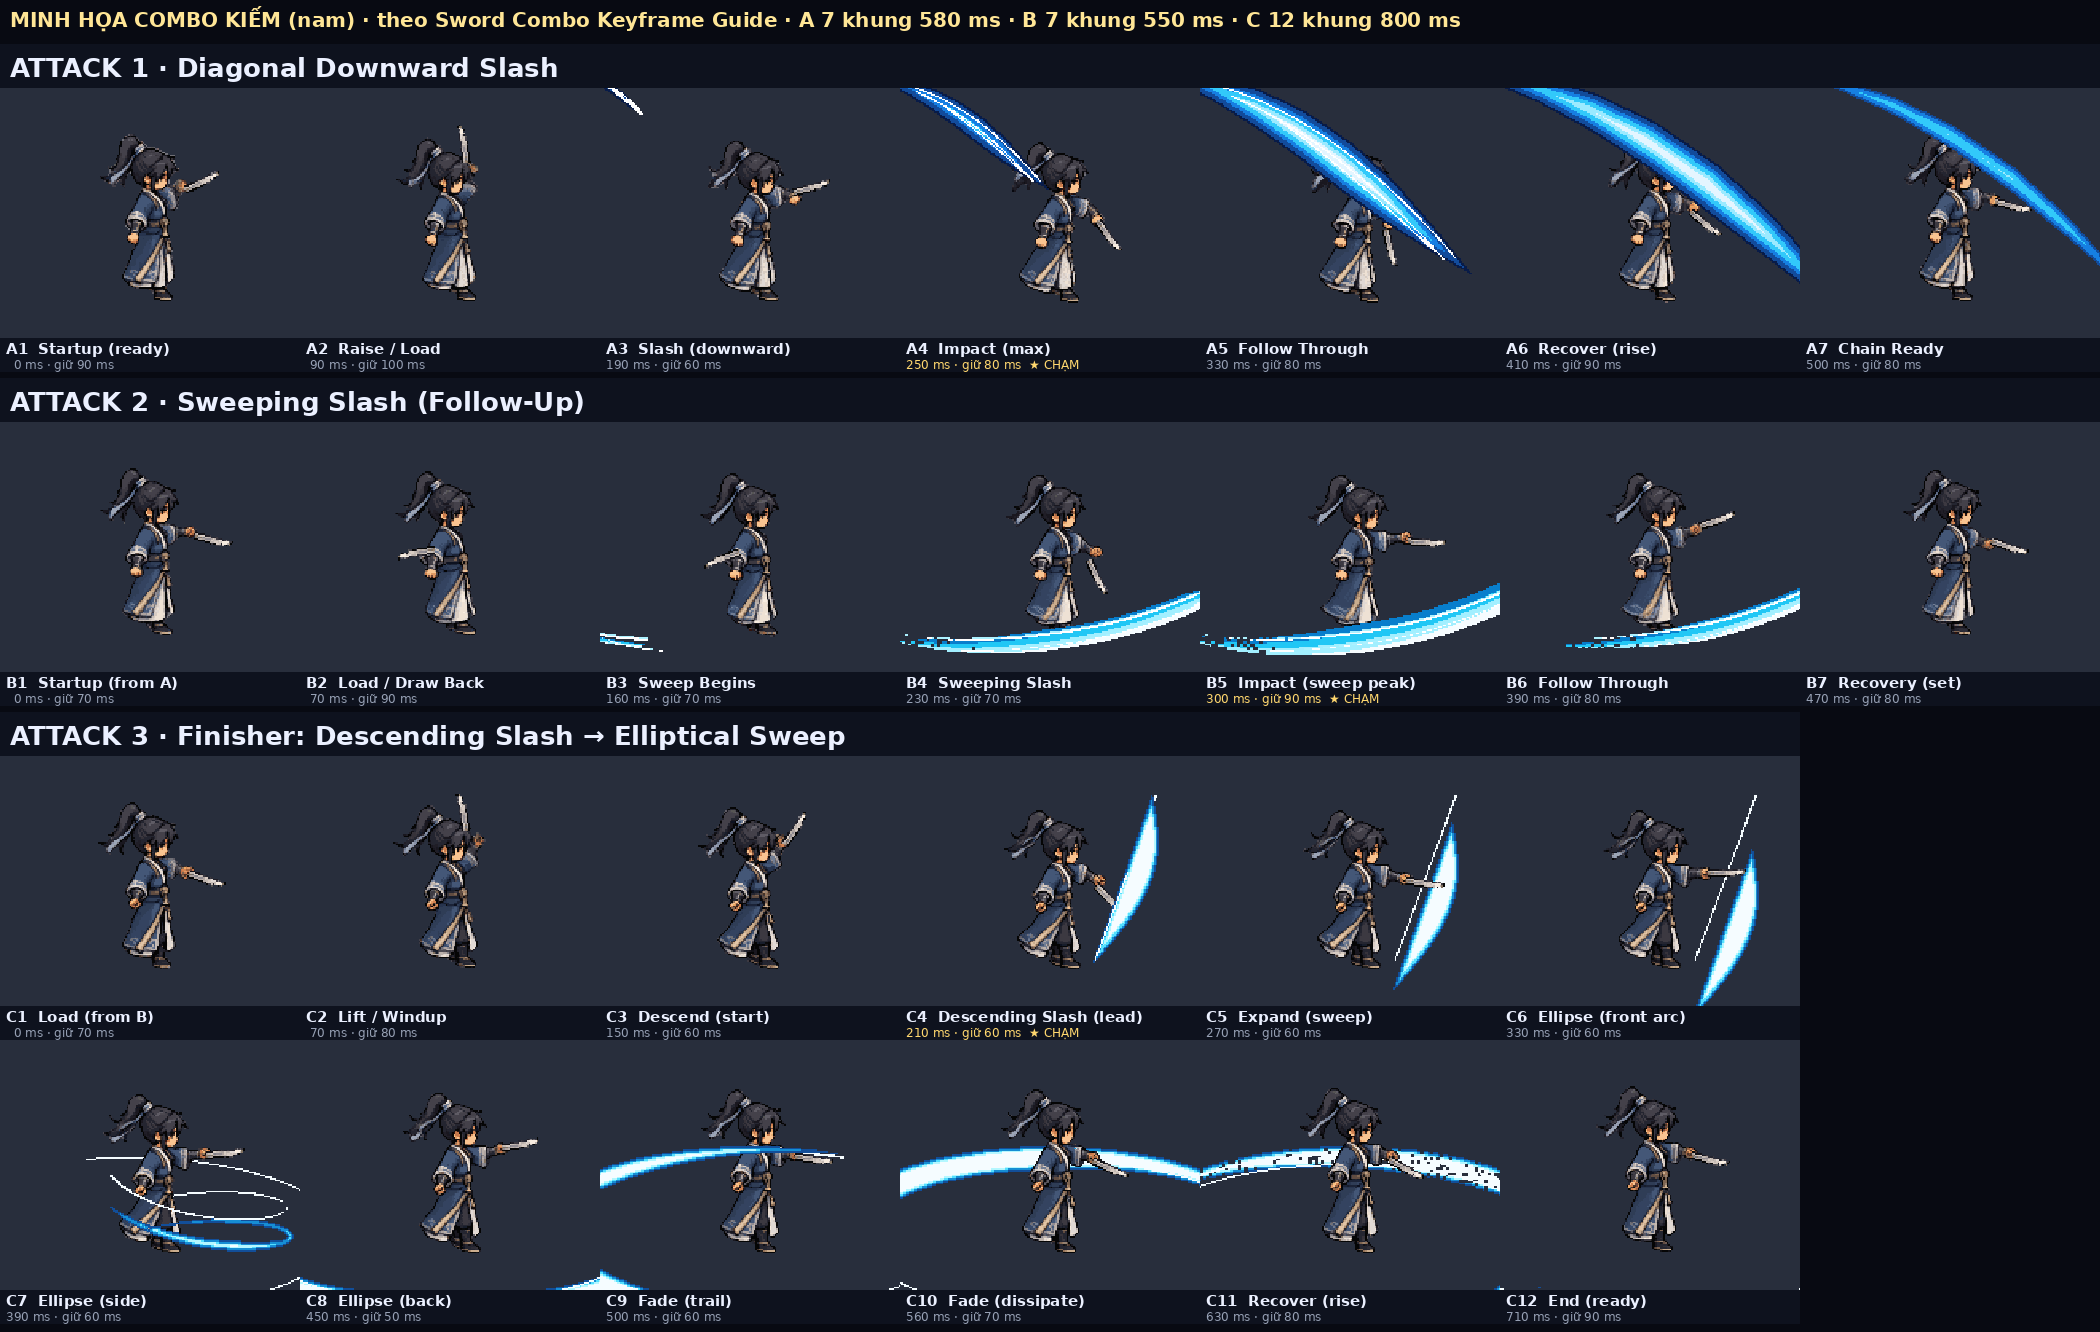 MINH HỌA COMBO KIẾM (nam) · theo Sword Combo Keyframe Guide · A 7 khung 580 ms · B 7 khung 550 ms · C 12 khung 800 ms
ATTACK 1 · Diagonal Downward Slash
A1 Startup (ready)
0 ms · giữ 90 ms
A2 Raise / Load
90 ms · giữ 100 ms
A3 Slash (downward)
190 ms · giữ 60 ms
A4 Impact (max)
250 ms · giữ 80 ms ★ CHẠM
A5 Follow Through
330 ms · giữ 80 ms
A6 Recover (rise)
410 ms · giữ 90 ms
A7 Chain Ready
500 ms · giữ 80 ms
ATTACK 2 · Sweeping Slash (Follow-Up)
B1 Startup (from A)
0 ms · giữ 70 ms
B2 Load / Draw Back
70 ms · giữ 90 ms
B3 Sweep Begins
160 ms · giữ 70 ms
B4 Sweeping Slash
230 ms · giữ 70 ms
B5 Impact (sweep peak)
300 ms · giữ 90 ms ★ CHẠM
B6 Follow Through
390 ms · giữ 80 ms
B7 Recovery (set)
470 ms · giữ 80 ms
ATTACK 3 · Finisher: Descending Slash → Elliptical Sweep
C1 Load (from B)
0 ms · giữ 70 ms
C2 Lift / Windup
70 ms · giữ 80 ms
C3 Descend (start)
150 ms · giữ 60 ms
C4 Descending Slash (lead)
210 ms · giữ 60 ms ★ CHẠM
C5 Expand (sweep)
270 ms · giữ 60 ms
C6 Ellipse (front arc)
330 ms · giữ 60 ms
C7 Ellipse (side)
390 ms · giữ 60 ms
C8 Ellipse (back)
450 ms · giữ 50 ms
C9 Fade (trail)
500 ms · giữ 60 ms
C10 Fade (dissipate)
560 ms · giữ 70 ms
C11 Recover (rise)
630 ms · giữ 80 ms
C12 End (ready)
710 ms · giữ 90 ms